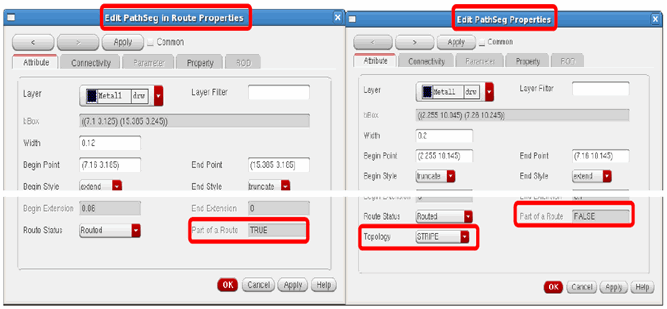 Edit PathSeg in Route Properties
< > Apply Common
Attribute Connectivity Parameter Property ROD
Layer Metal1 drw Layer Filter
bBox ((7.1 3.125) (15.385 3.245))
Width 0.12
Begin Point (7.16 3.185) End Point (15.385 3.185)
Begin Style extend End Style truncate
Begin Extension 0.06 End Extension 0
Route Status Routed Part of a Route TRUE
OK Cancel Apply Help
Edit PathSeg Properties
< > Apply Common
Attribute Connectivity Parameter Property ROD
Layer Metal1 drw Layer Filter
bBox ((2.255 10.045) (7.26 10.245))
Width 0.2
Begin Point (2.255 10.145) End Point (7.16 10.145)
Begin Style truncate End Style extend
Begin Extension End Extension
Route Status Routed Part of a Route FALSE
Topology STRIPE
OK Cancel Apply Help